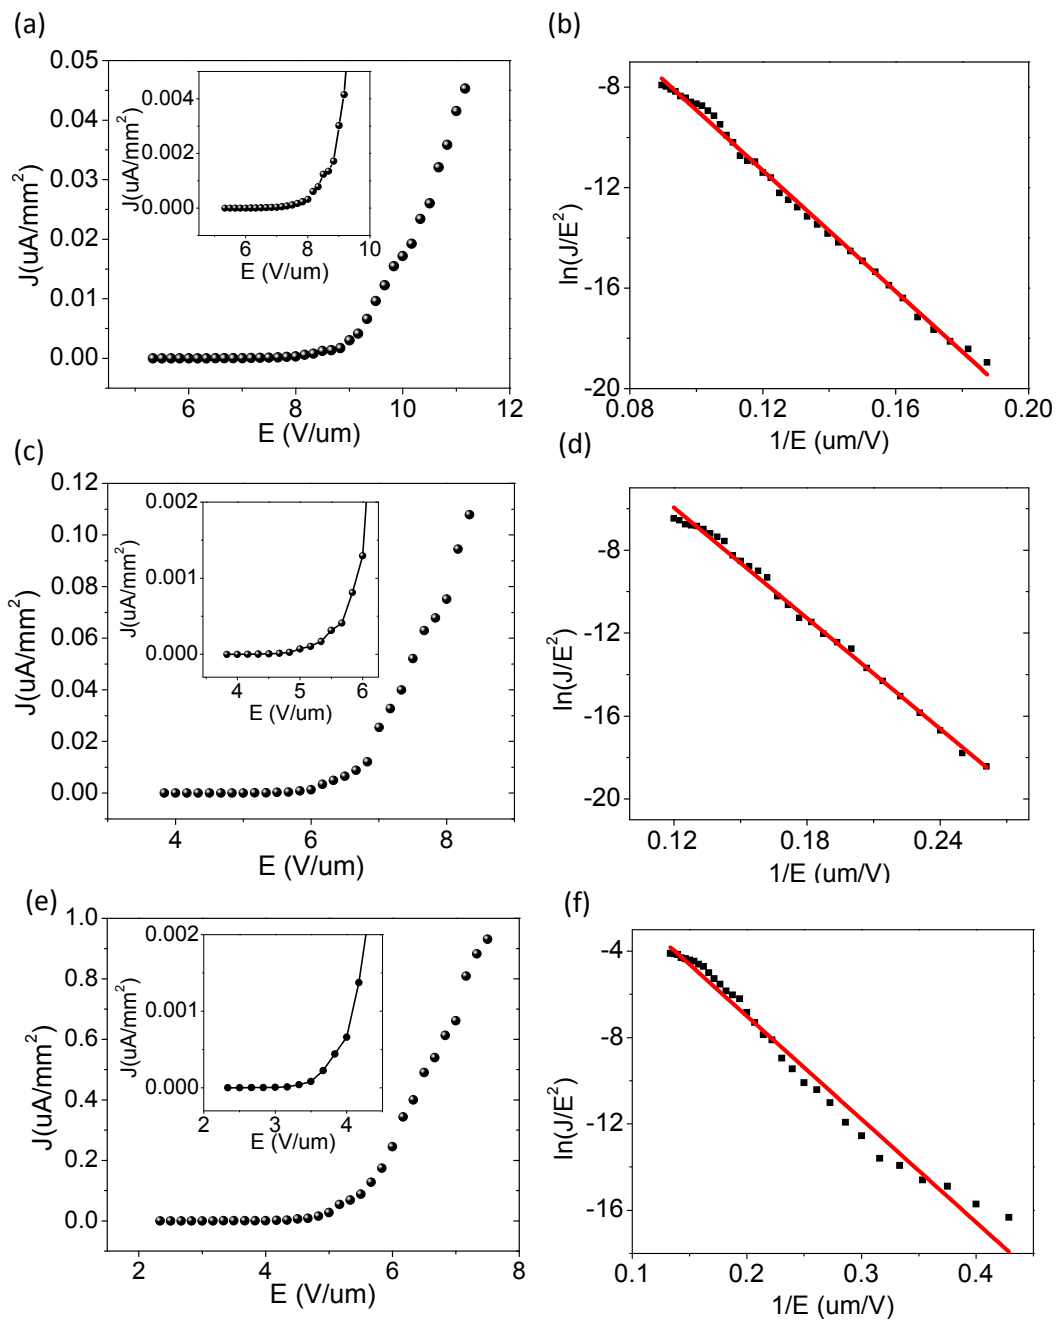 (a)
0.05
0.04
0.03
0.02
0.01
0.00
J(uA/mm²)
6 8 10 12
E (V/um)
0.004
0.002
0.000
J(uA/mm²)
6 8 10
E (V/um)
(b)
-8
-12
-16
-20
ln(J/E²)
0.08 0.12 0.16 0.20
1/E (um/V)
(c)
0.12
0.10
0.08
0.06
0.04
0.02
0.00
J(uA/mm²)
4 6 8
E (V/um)
0.002
0.001
0.000
J(uA/mm²)
4 5 6
E (V/um)
(d)
-8
-12
-16
-20
ln(J/E²)
0.12 0.18 0.24
1/E (um/V)
(e)
1.0
0.8
0.6
0.4
0.2
0.0
J(uA/mm²)
2 4 6 8
E (V/um)
0.002
0.001
0.000
J(uA/mm²)
2 3 4
E (V/um)
(f)
-4
-8
-12
-16
ln(J/E²)
0.1 0.2 0.3 0.4
1/E (um/V)